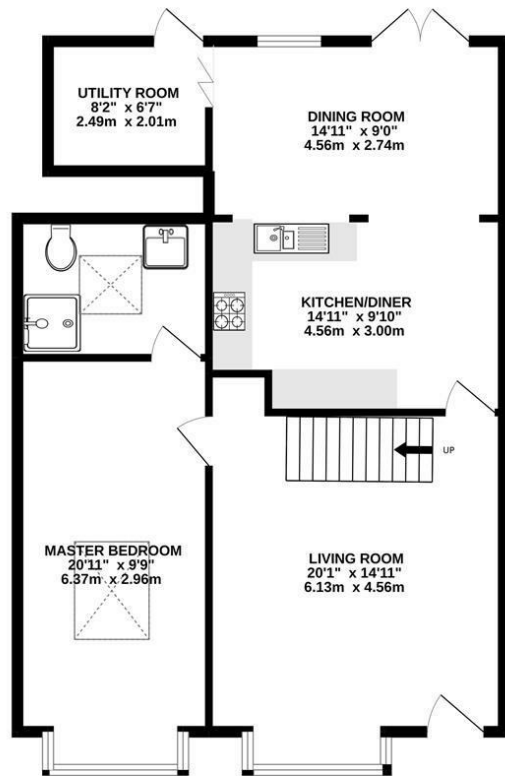 UTILITY ROOM
8'2" x 6'7"
2.49m x 2.01m
DINING ROOM
14'11" x 9'0"
4.56m x 2.74m
KITCHEN/DINER
14'11" x 9'10"
4.56m x 3.00m
UP
MASTER BEDROOM
20'11" x 9'9"
6.37m x 2.96m
LIVING ROOM
20'1" x 14'11"
6.13m x 4.56m